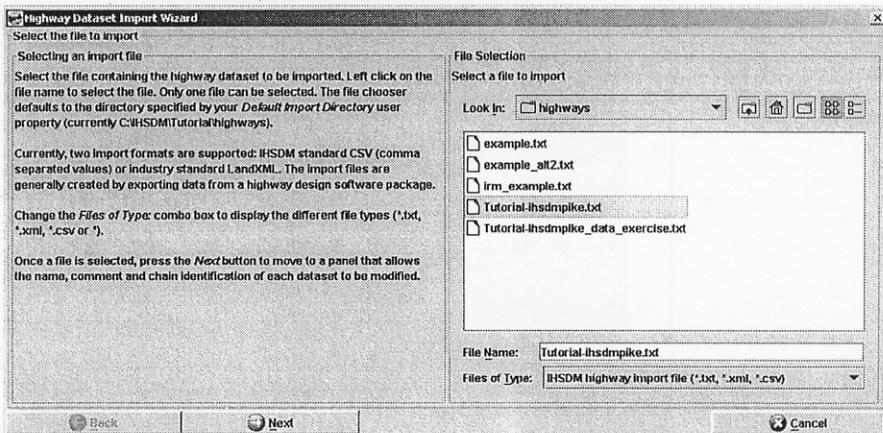 Highway Dataset Import Wizard
Select the file to import
Selecting an import file
Select the file containing the highway dataset to be imported. Left click on the
file name to select the file. Only one file can be selected. The file chooser
defaults to the directory specified by your Default Import Directory user
property (currently C:\IHSDM\Tutorial\highways).
Currently, two import formats are supported: IHSDM standard CSV (comma
separated values) or industry standard LandXML. The import files are
generally created by exporting data from a highway design software package.
Change the Files of Type: combo box to display the different file types (*.txt,
*.xml, *.csv or *).
Once a file is selected, press the Next button to move to a panel that allows
the name, comment and chain identification of each dataset to be modified.
File Selection
Select a file to import
Look In: highways
example.txt
example_alt2.txt
irm_example.txt
Tutorial-ihsdmpike.txt
Tutorial-ihsdmpike_data_exercise.txt
File Name: Tutorial-ihsdmpike.txt
Files of Type: IHSDM highway import file (*.txt, *.xml, *.csv)
Back
Next
Cancel